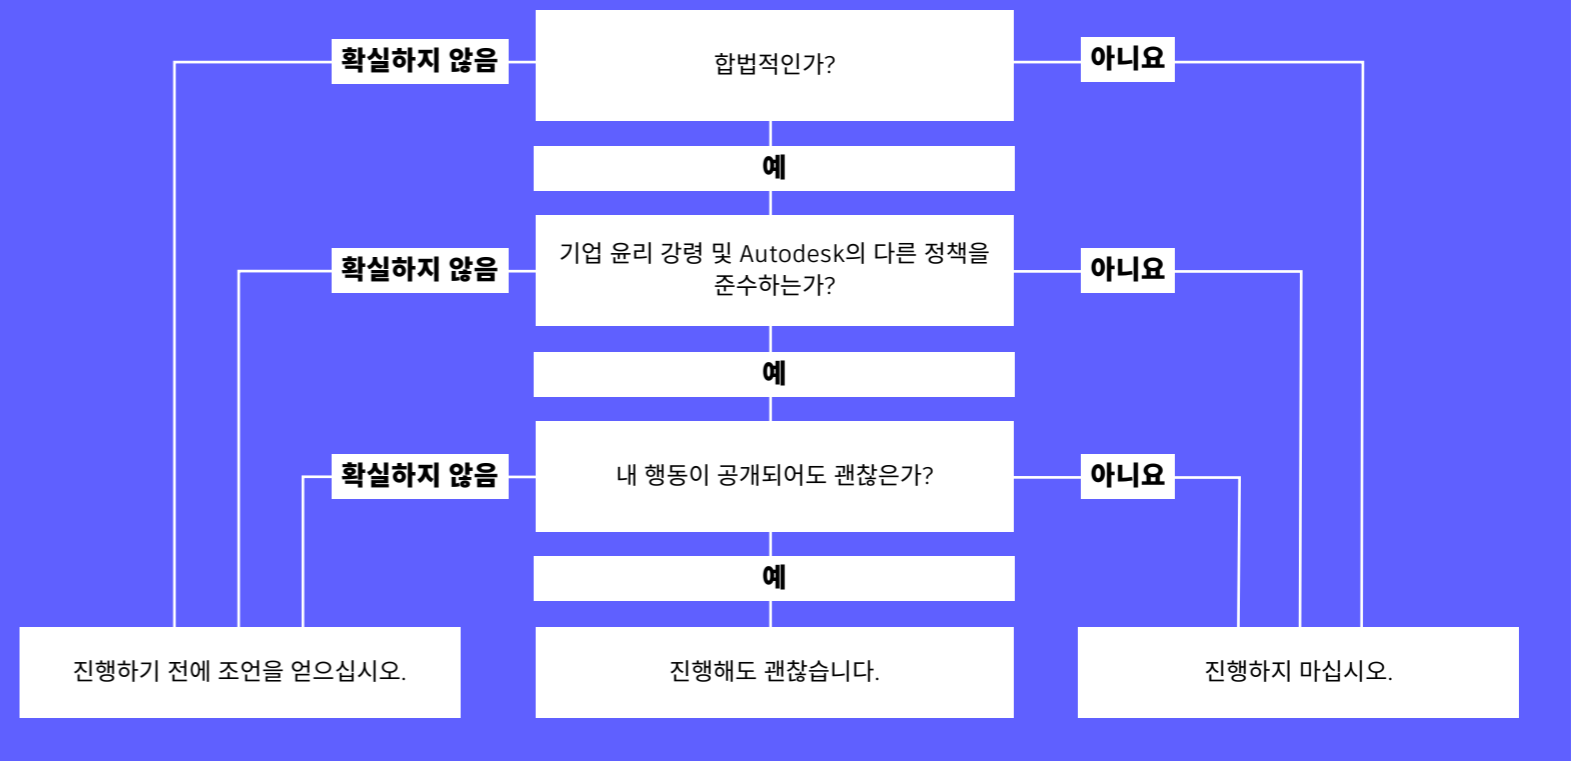 확실하지 않음
합법적인가?
아니요
예
확실하지 않음
기업 윤리 강령 및 Autodesk의 다른 정책을
준수하는가?
아니요
예
확실하지 않음
내 행동이 공개되어도 괜찮은가?
아니요
예
진행하기 전에 조언을 얻으십시오.
진행해도 괜찮습니다.
진행하지 마십시오.